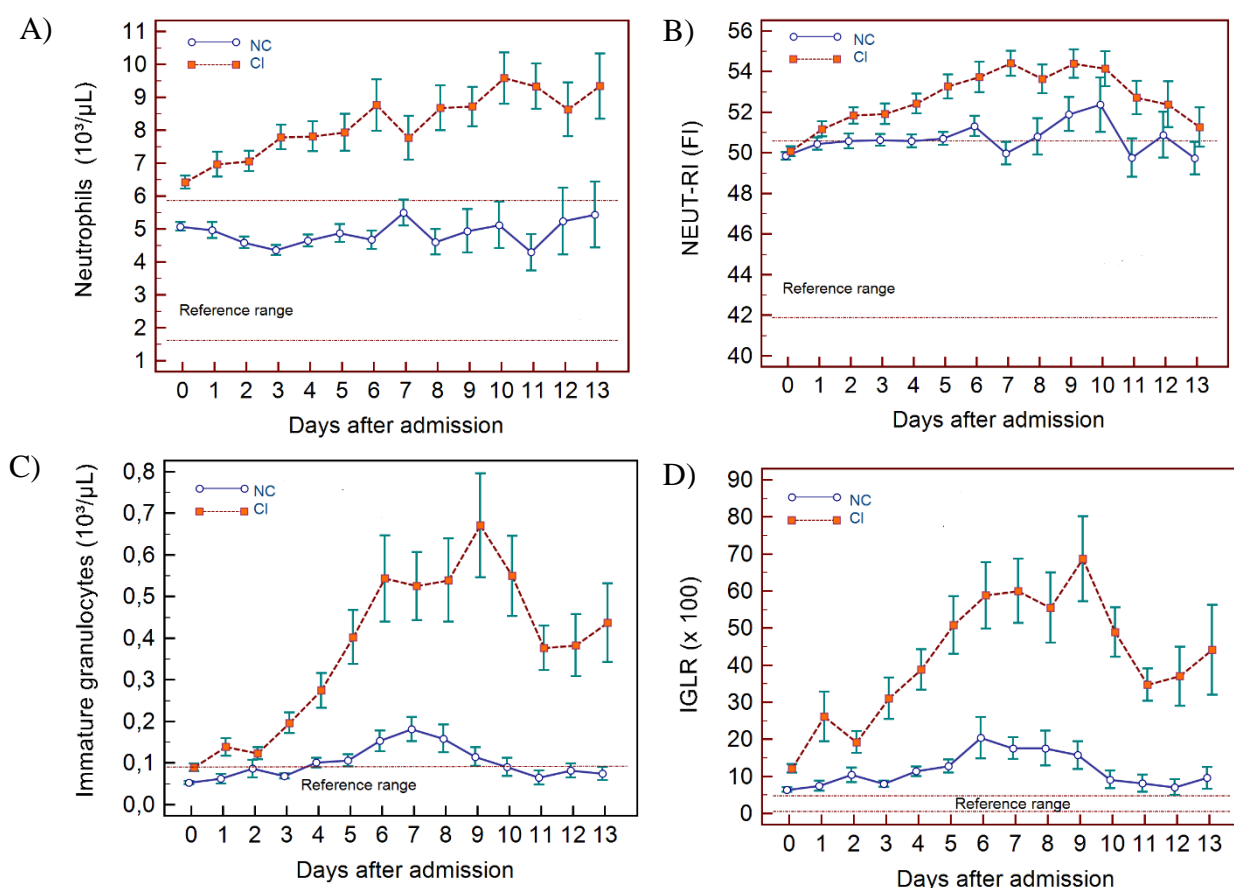 A)
Neutrophils (10³/µL)
11
10
9
8
7
6
5
4
3
2
1
NC
CI
Reference range
0 1 2 3 4 5 6 7 8 9 10 11 12 13
Days after admission
B)
NEUT-RI (FI)
56
54
52
50
48
46
44
42
40
NC
CI
Reference range
0 1 2 3 4 5 6 7 8 9 10 11 12 13
Days after admission
C)
Immature granulocytes (10³/µL)
0,8
0,7
0,6
0,5
0,4
0,3
0,2
0,1
0,0
NC
CI
Reference range
0 1 2 3 4 5 6 7 8 9 10 11 12 13
Days after admission
D)
IGLR (x 100)
90
80
70
60
50
40
30
20
10
0
NC
CI
Reference range
0 1 2 3 4 5 6 7 8 9 10 11 12 13
Days after admission